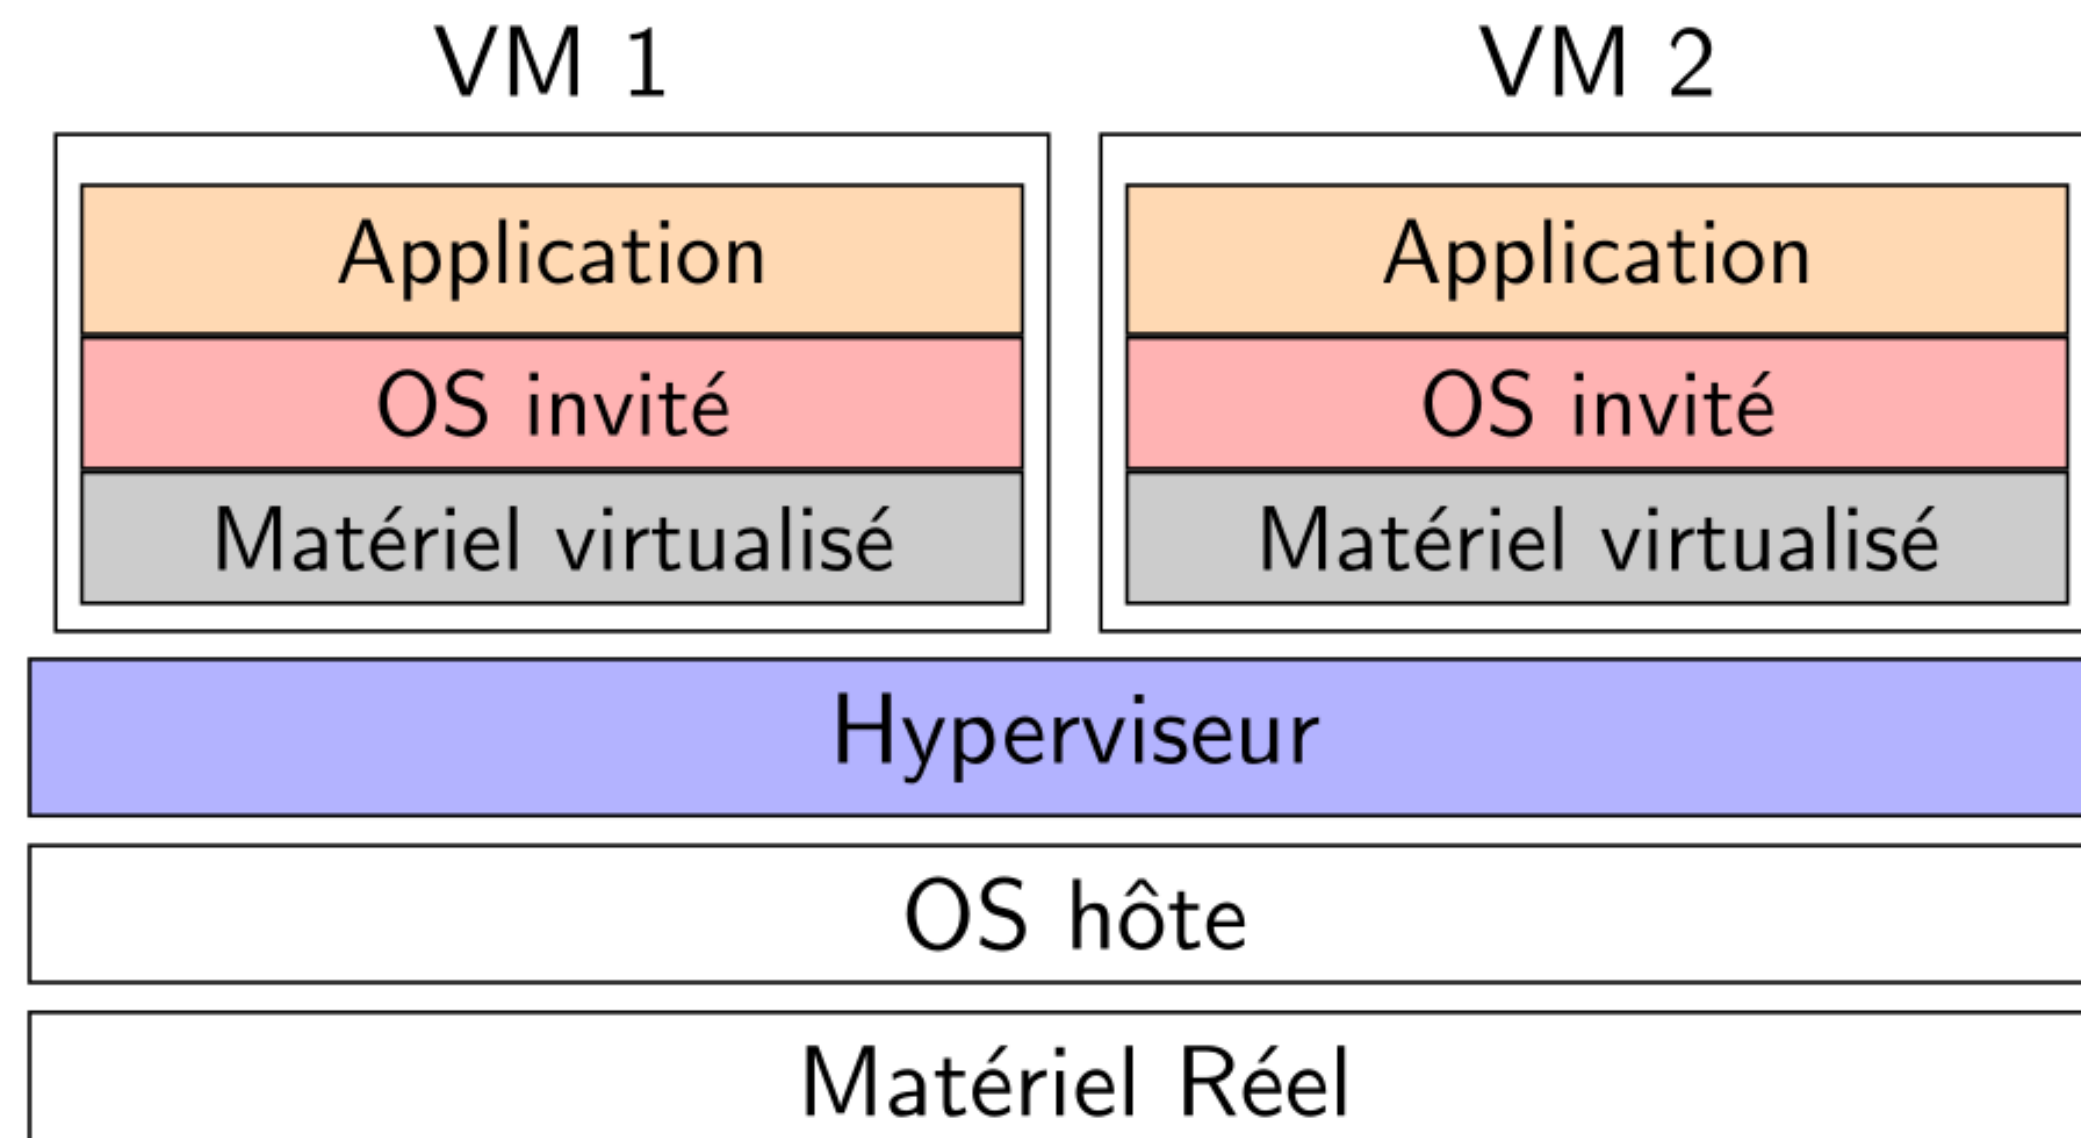 VM 1 VM 2
Application Application
OS invité OS invité
Matériel virtualisé Matériel virtualisé
Hyperviseur
OS hôte
Matériel Réel